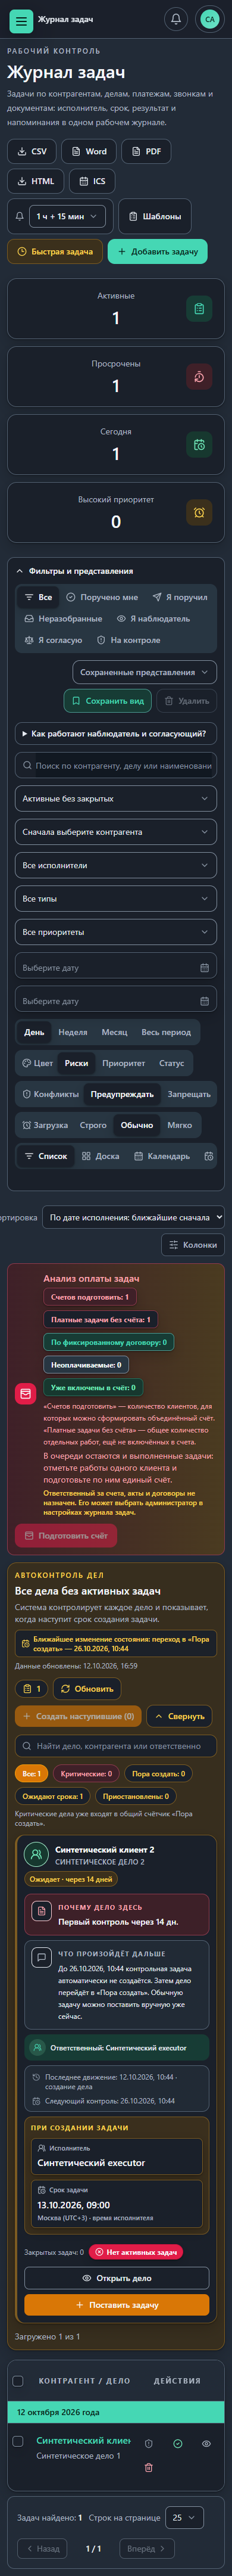 Журнал задач
СА
РАБОЧИЙ КОНТРОЛЬ
Журнал задач
Задачи по контрагентам, делам, платежам, звонкам и
документам: исполнитель, срок, результат и
напоминания в одном рабочем журнале.
CSV
Word
PDF
HTML
ICS
1 ч + 15 мин
Шаблоны
Быстрая задача
Добавить задачу
Активные
1
Просрочены
1
Сегодня
1
Высокий приоритет
0
Фильтры и представления
Все
Поручено мне
Я поручил
Неразобранные
Я наблюдатель
Я согласую
На контроле
Сохраненные представления
Сохранить вид
Удалить
Как работают наблюдатель и согласующий?
Поиск по контрагенту, делу или наименовани
Активные без закрытых
Сначала выберите контрагента
Все исполнители
Все типы
Все приоритеты
Выберите дату
Выберите дату
День
Неделя
Месяц
Весь период
Цвет
Риски
Приоритет
Статус
Конфликты
Предупреждать
Запрещать
Загрузка
Строго
Обычно
Мягко
Список
Доска
Календарь
ортировка
По дате исполнения: ближайшие сначала
Колонки
Анализ оплаты задач
Счетов подготовить: 1
Платные задачи без счёта: 1
По фиксированному договору: 0
Неоплачиваемые: 0
Уже включены в счёт: 0
«Счетов подготовить» — количество клиентов, для
которых можно сформировать объединённый счёт.
«Платные задачи без счёта» — общее количество
отдельных работ, ещё не включённых в счета.
В очереди остаются и выполненные задачи:
отметьте работы одного клиента и
подготовьте по ним единый счёт.
Ответственный за счета, акты и договоры не
назначен. Его может выбрать администратор в
настройках журнала задач.
Подготовить счёт
АВТОКОНТРОЛЬ ДЕЛ
Все дела без активных задач
Система контролирует каждое дело и показывает,
когда наступит срок создания задачи.
Ближайшее изменение состояния: переход в «Пора
создать» — 26.10.2026, 10:44
Данные обновлены: 12.10.2026, 16:59
1
Обновить
Создать наступившие (0)
Свернуть
Найти дело, контрагента или ответственно
Все: 1
Критические: 0
Пора создать: 0
Ожидают срока: 1
Приостановлены: 0
Критические дела уже входят в общий счётчик «Пора
создать».
Синтетический клиент 2
СИНТЕТИЧЕСКОЕ ДЕЛО 2
Ожидает · через 14 дней
ПОЧЕМУ ДЕЛО ЗДЕСЬ
Первый контроль через 14 дн.
ЧТО ПРОИЗОЙДЁТ ДАЛЬШЕ
До 26.10.2026, 10:44 контрольная задача
автоматически не создаётся. Затем дело
перейдёт в «Пора создать». Обычную
задачу можно поставить вручную уже
сейчас.
Ответственный: Синтетический executor
Последнее движение: 12.10.2026, 10:44 ·
создание дела
Следующий контроль: 26.10.2026, 10:44
ПРИ СОЗДАНИИ ЗАДАЧИ
Исполнитель
Синтетический executor
Срок задачи
13.10.2026, 09:00
Москва (UTC+3) · время исполнителя
Закрытых задач: 0
Нет активных задач
Открыть дело
Поставить задачу
Загружено 1 из 1
КОНТРАГЕНТ / ДЕЛО
ДЕЙСТВИЯ
12 октября 2026 года
Синтетический клиен
Синтетическое дело 1
Задач найдено: 1
Строк на странице
25
Назад
1 / 1
Вперёд